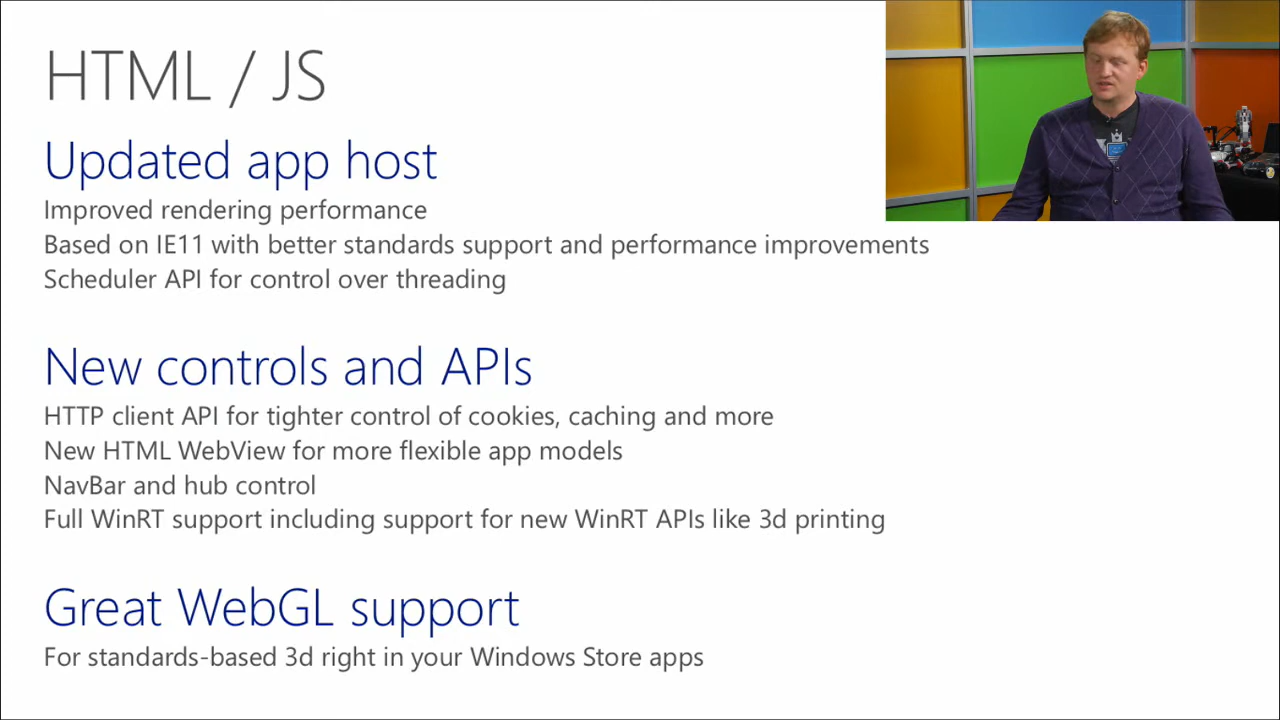 HTML / JS
Updated app host
Improved rendering performance
Based on IE11 with better standards support and performance improvements
Scheduler API for control over threading
New controls and APIs
HTTP client API for tighter control of cookies, caching and more
New HTML WebView for more flexible app models
NavBar and hub control
Full WinRT support including support for new WinRT APIs like 3d printing
Great WebGL support
For standards-based 3d right in your Windows Store apps